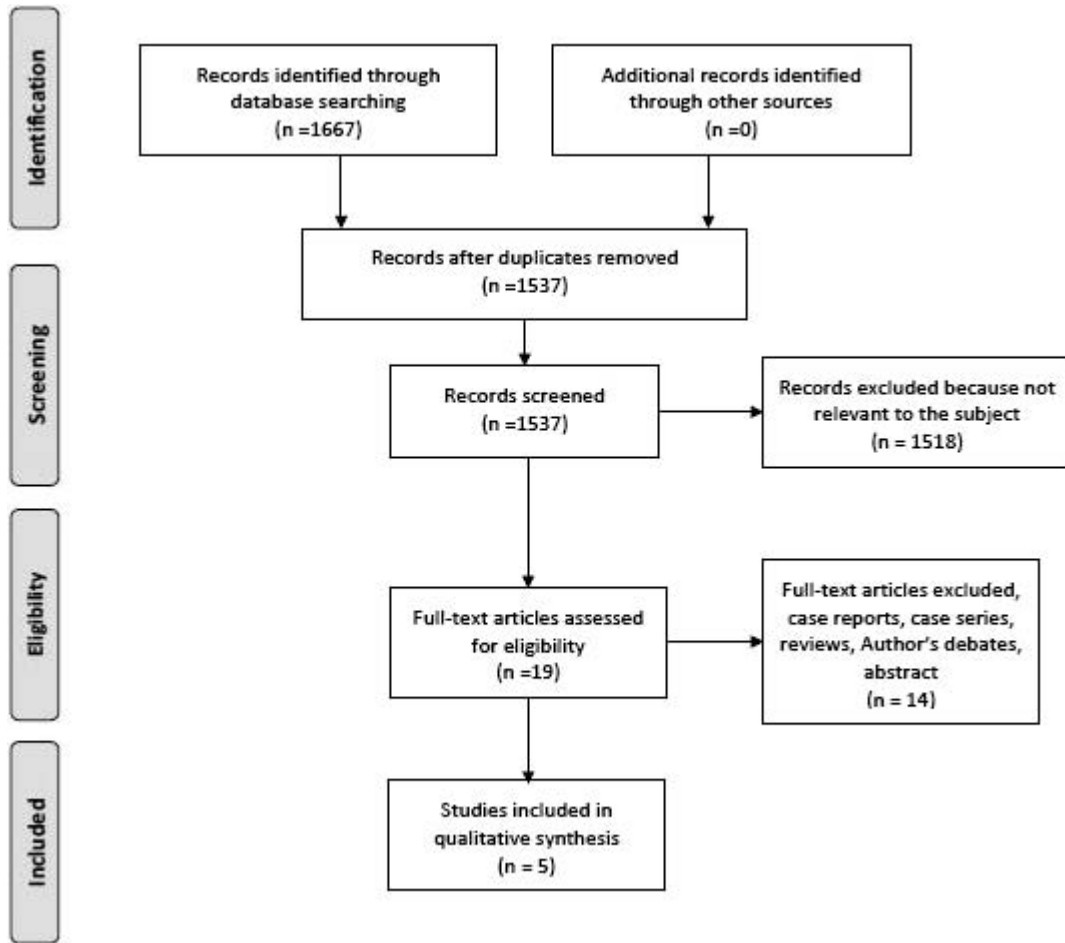 Identification
Records identified through
database searching
(n =1667)
Additional records identified
through other sources
(n =0)
Records after duplicates removed
(n =1537)
Screening
Records screened
(n =1537)
Records excluded because not
relevant to the subject
(n = 1518)
Eligibility
Full-text articles assessed
for eligibility
(n =19)
Full-text articles excluded,
case reports, case series,
reviews, Author's debates,
abstract
(n = 14)
Included
Studies included in
qualitative synthesis
(n = 5)